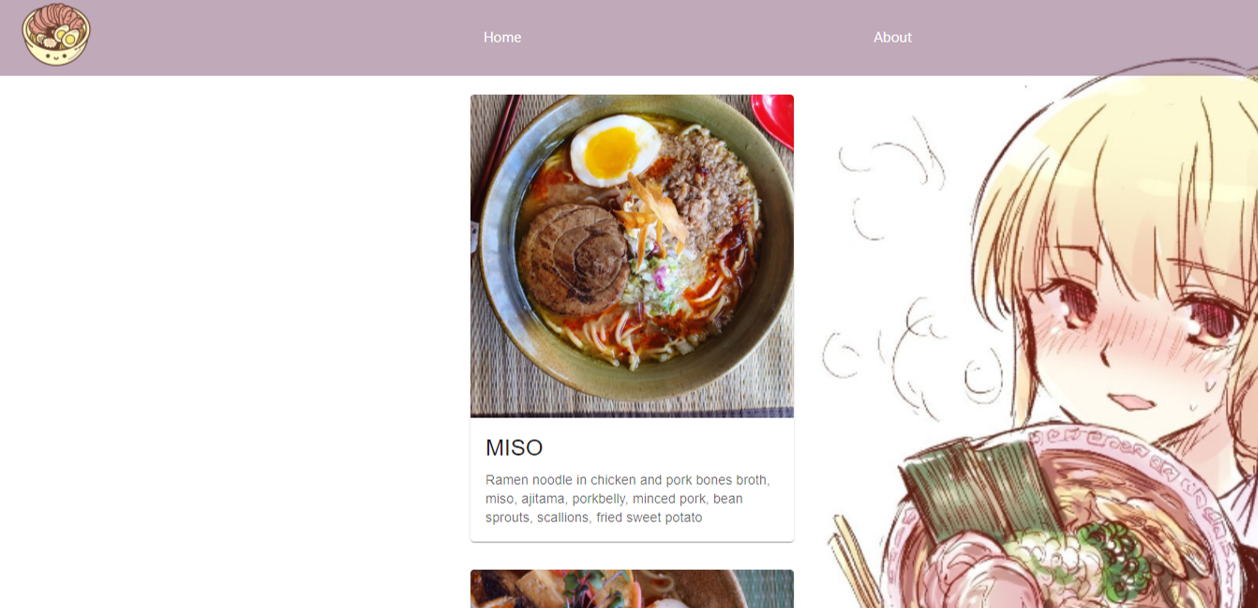 Home
About
MISO
Ramen noodle in chicken and pork bones broth,
miso, ajitama, porkbelly, minced pork, bean
sprouts, scallions, fried sweet potato